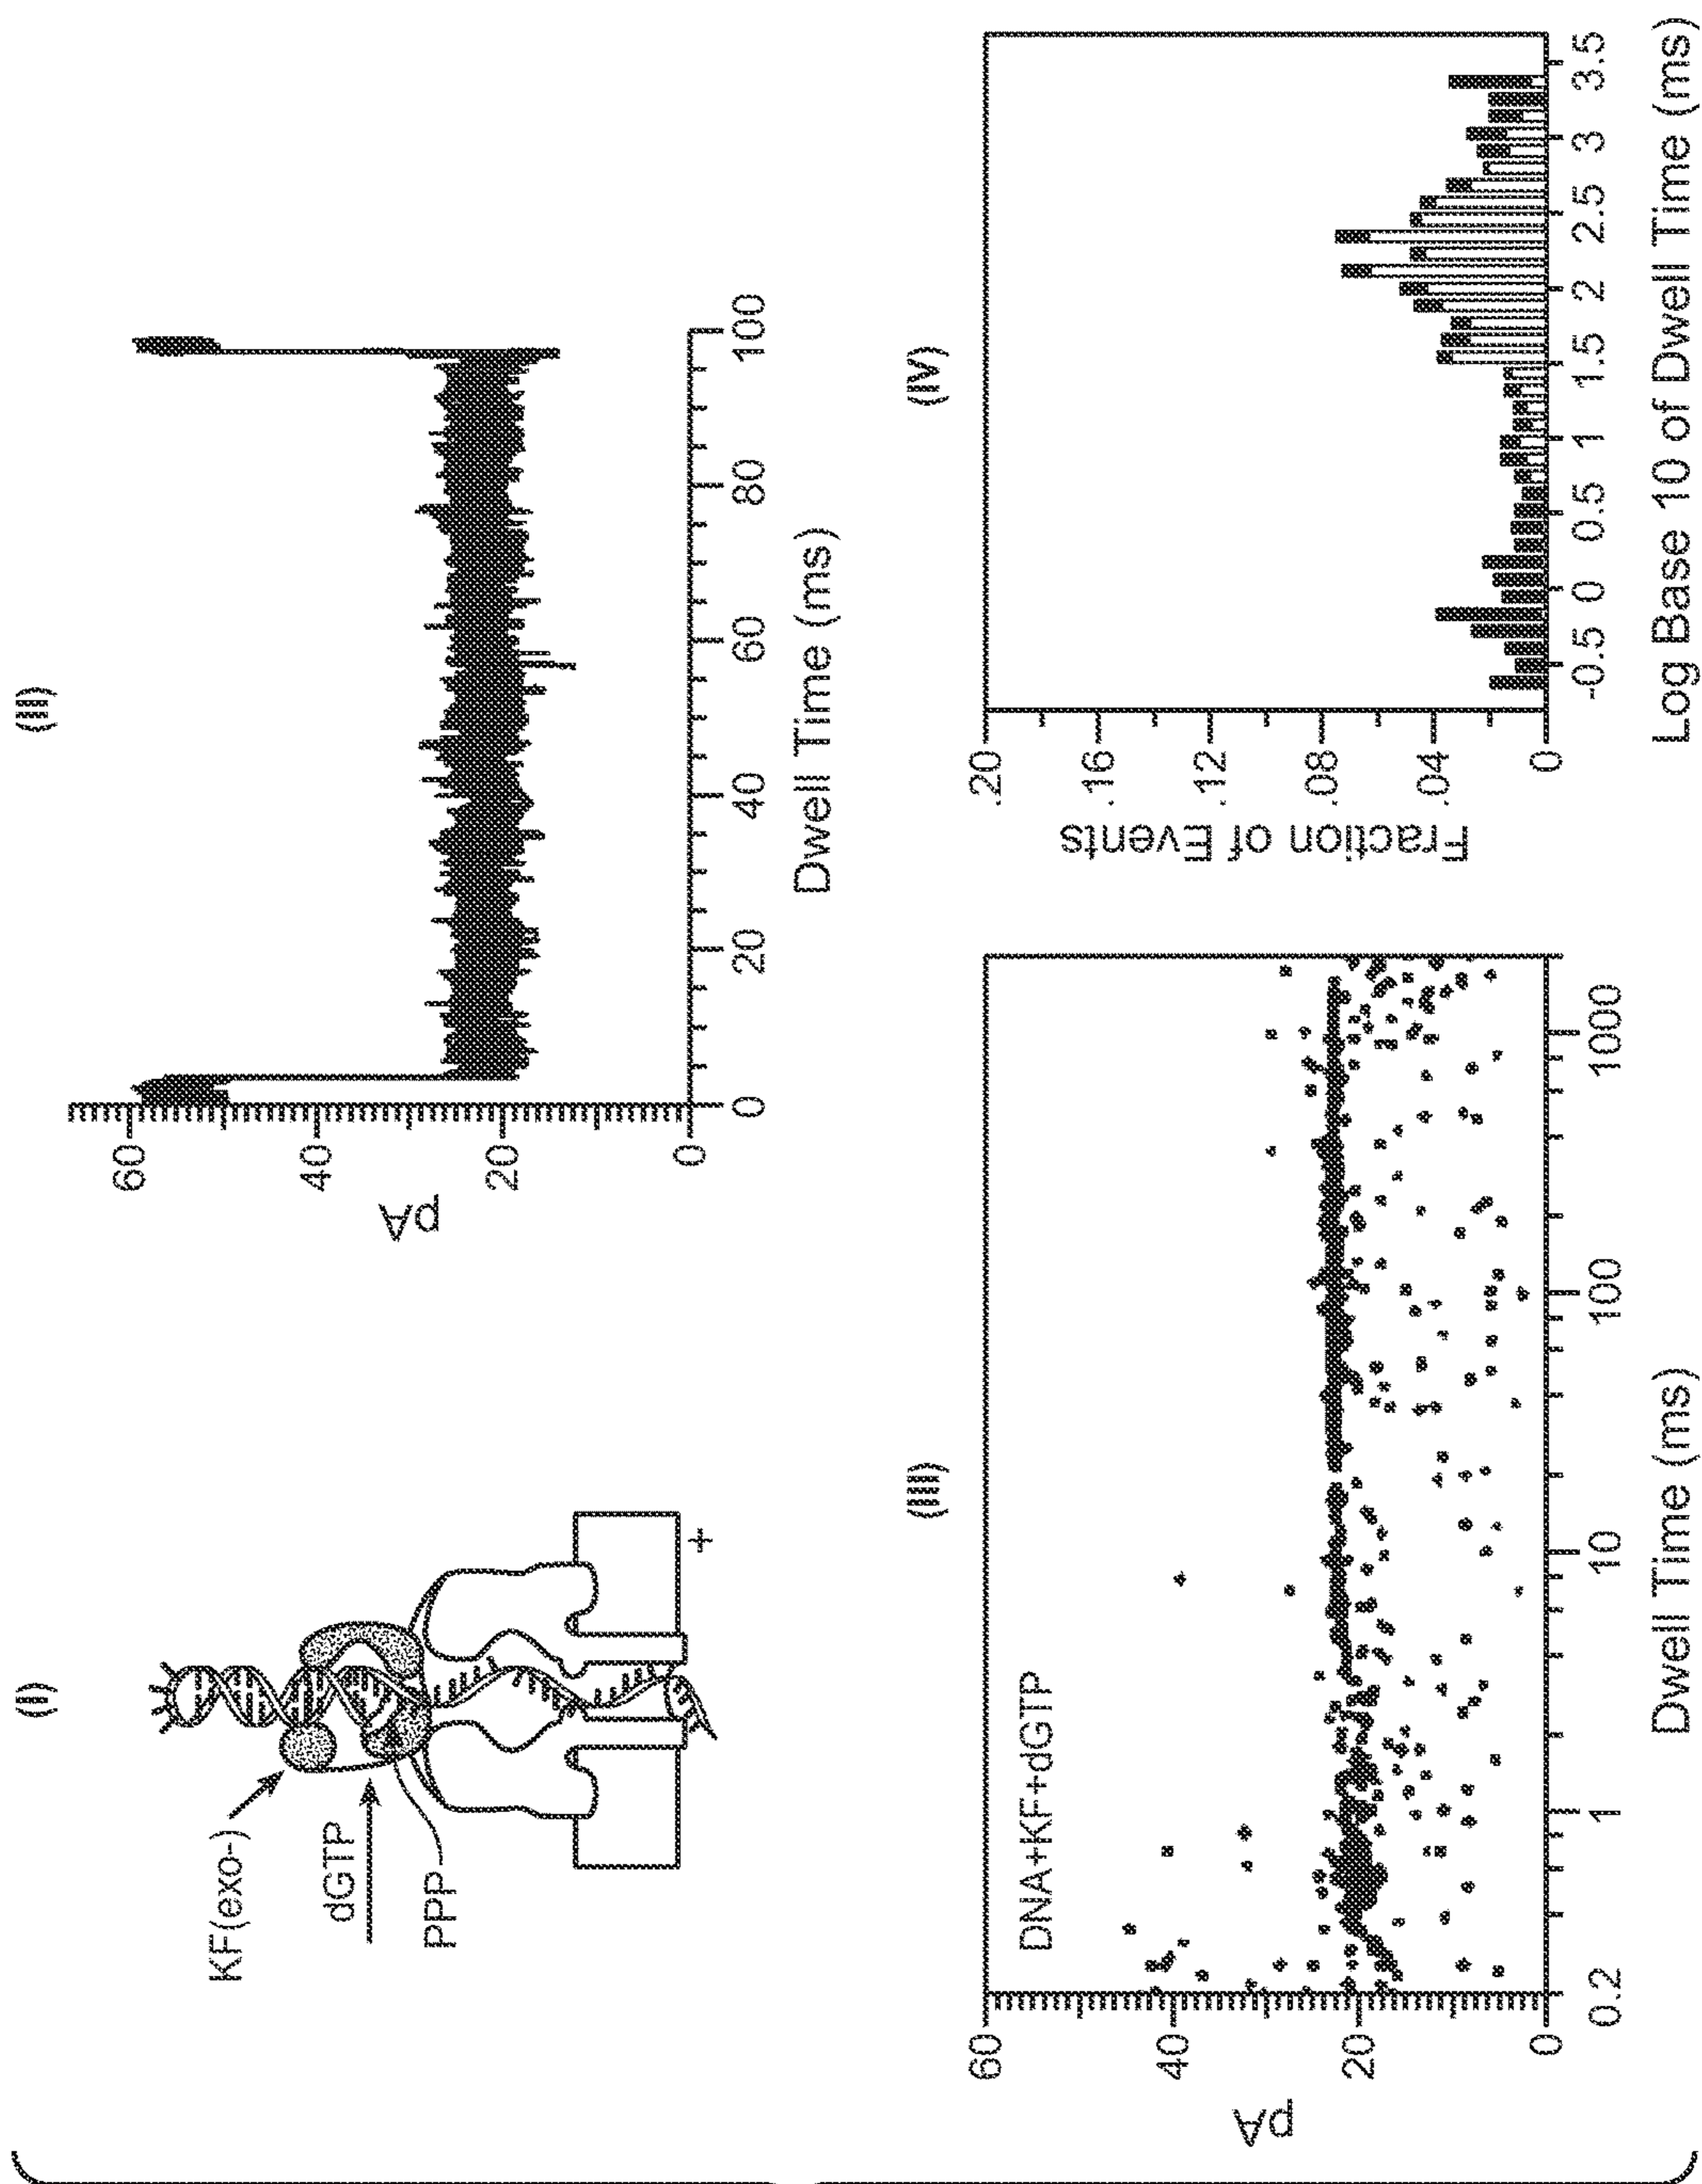 (I)
KF(exo-)
dGTP
PPP
+
(II)
pA
60
40
20
0
0
20
40
60
80
100
Dwell Time (ms)
(III)
DNA+KF+dGTP
pA
60
40
20
0
0.2
1
10
100
1000
Dwell Time (ms)
(IV)
Fraction of Events
.20
.16
.12
.08
.04
0
-0.5
0
0.5
1
1.5
2
2.5
3
3.5
Log Base 10 of Dwell Time (ms)